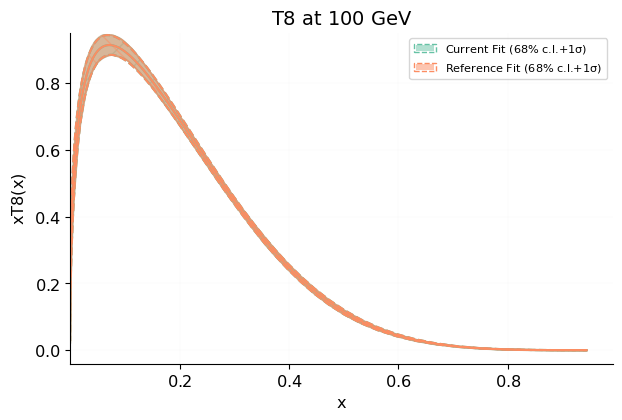 T8 at 100 GeV
Current Fit (68% c.l.+1σ)
Reference Fit (68% c.l.+1σ)
xT8(x)
0.8
0.6
0.4
0.2
0.0
0.2 0.4 0.6 0.8
x